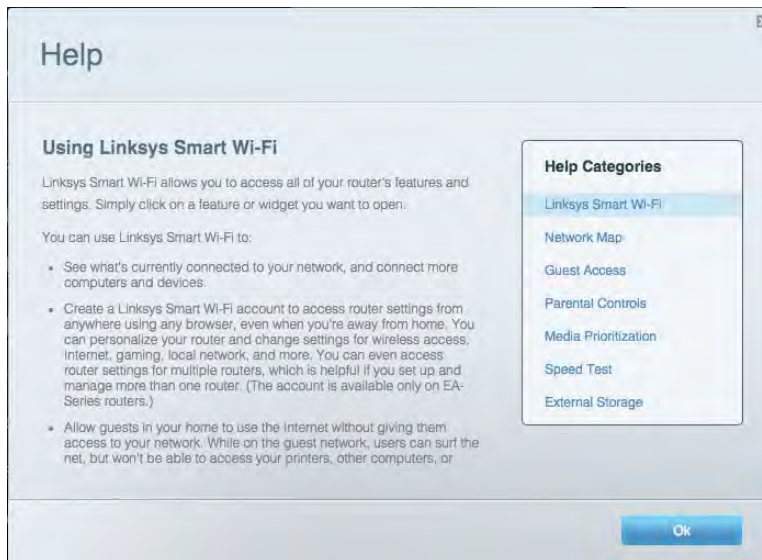 Help
Using Linksys Smart Wi-Fi
Linksys Smart Wi-Fi allows you to access all of your router's features and
settings. Simply click on a feature or widget you want to open.
You can use Linksys Smart Wi-Fi to:
• See what's currently connected to your network, and connect more
computers and devices.
• Create a Linksys Smart Wi-Fi account to access router settings from
anywhere using any browser, even when you're away from home. You
can personalize your router and change settings for wireless access,
Internet, gaming, local network, and more. You can even access
router settings for multiple routers, which is helpful if you set up and
manage more than one router. (The account is available only on EA-
Series routers.)
• Allow guests in your home to use the Internet without giving them
access to your network. While on the guest network, users can surf the
net, but won't be able to access your printers, other computers, or
Help Categories
Linksys Smart Wi-Fi
Network Map
Guest Access
Parental Controls
Media Prioritization
Speed Test
External Storage
Ok